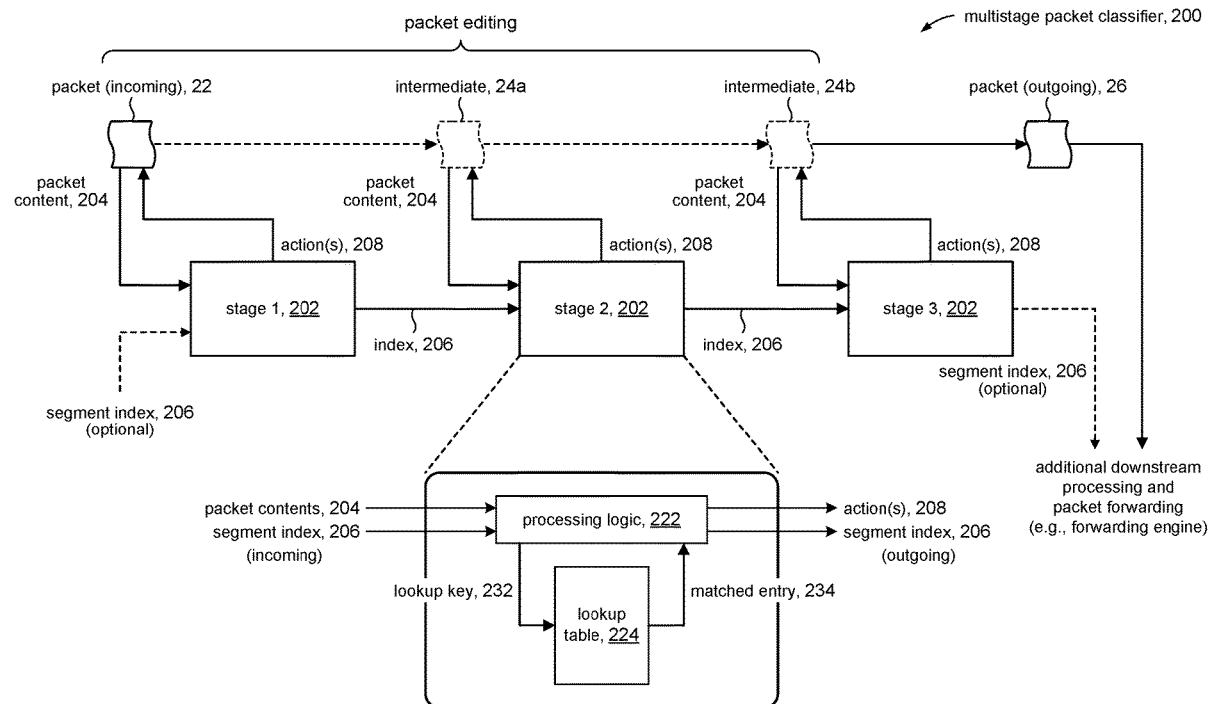 multistage packet classifier, 200
packet editing
packet (incoming), 22
intermediate, 24a
intermediate, 24b
packet (outgoing), 26
packet
content, 204
packet
content, 204
packet
content, 204
action(s), 208
action(s), 208
action(s), 208
stage 1, 202
stage 2, 202
stage 3, 202
index, 206
index, 206
segment index, 206
(optional)
segment index, 206
(optional)
additional downstream
processing and
packet forwarding
(e.g., forwarding engine)
packet contents, 204
segment index, 206
(incoming)
processing logic, 222
action(s), 208
segment index, 206
(outgoing)
lookup key, 232
matched entry, 234
lookup
table, 224